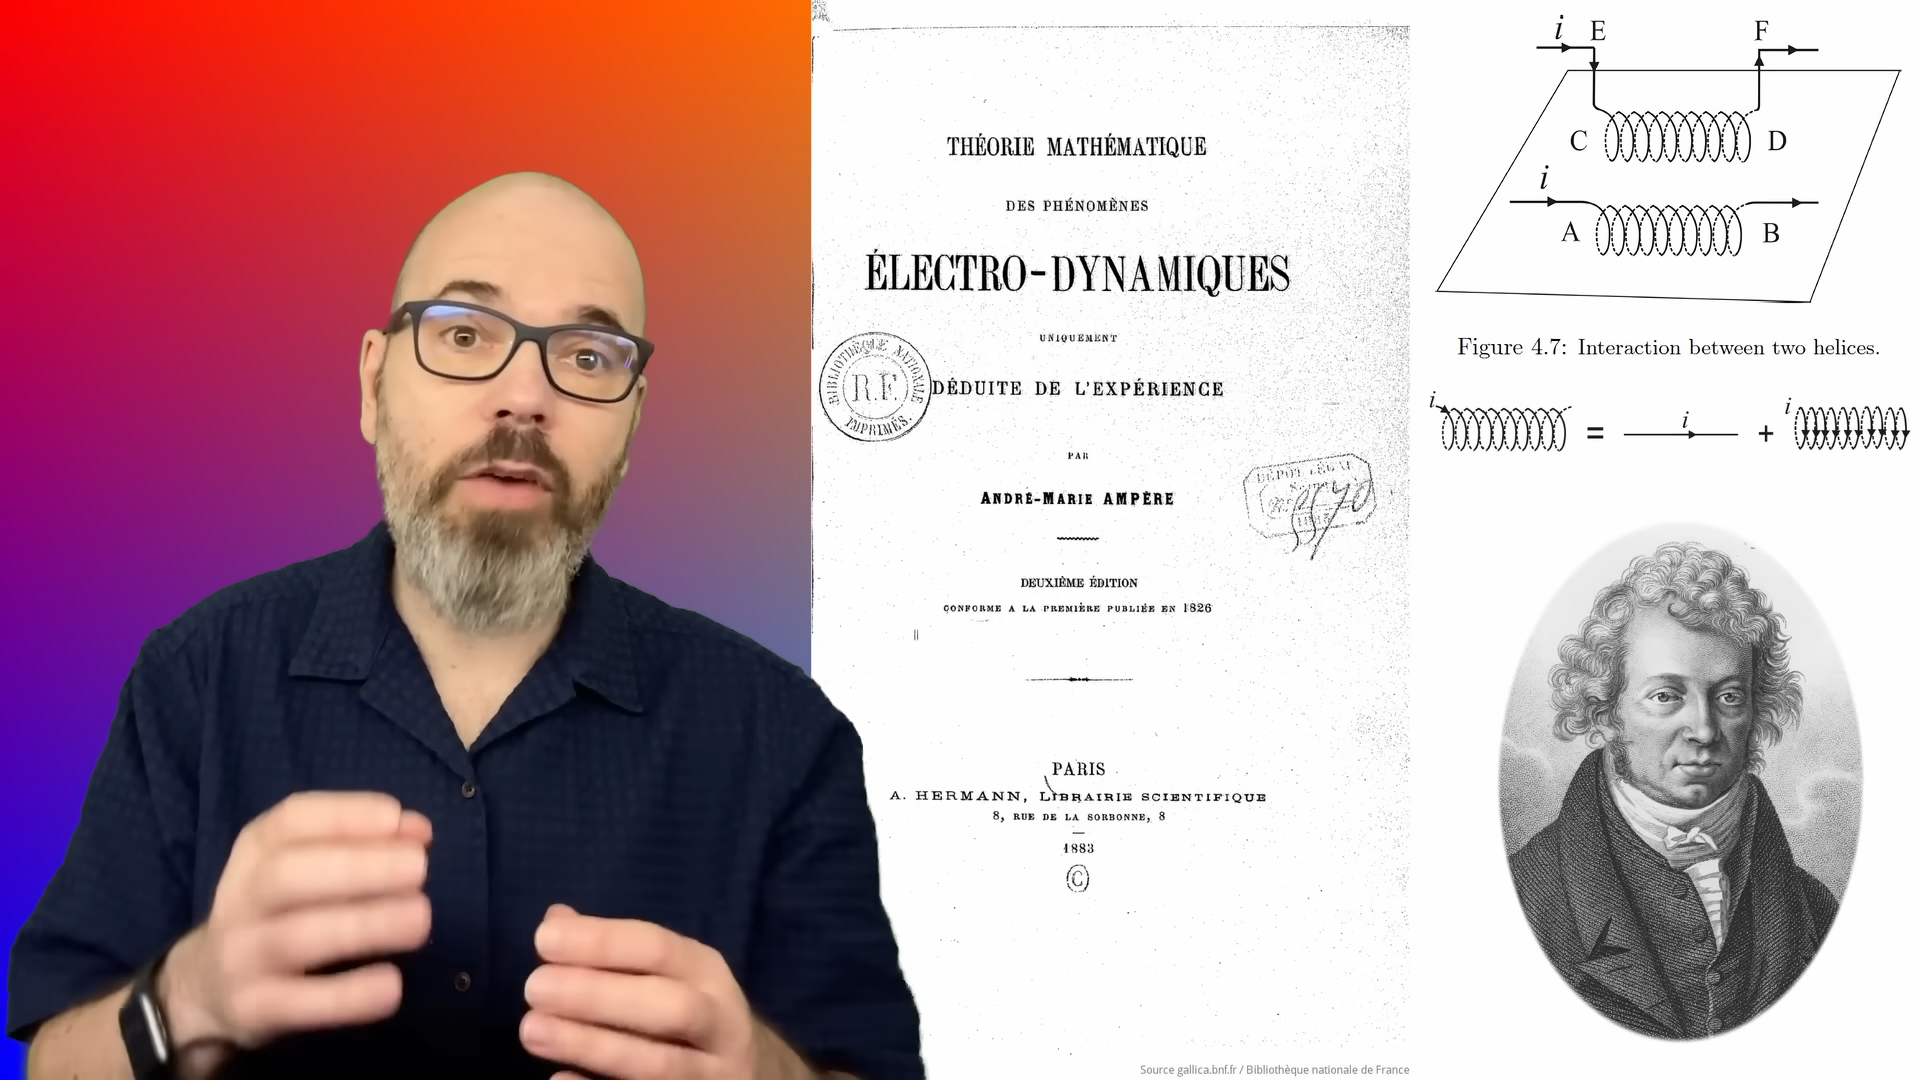 THÉORIE MATHÉMATIQUE
DES PHÉNOMÈNES
ÉLECTRO-DYNAMIQUES
UNIQUEMENT
DÉDUITE DE L'EXPÉRIENCE
PAR
ANDRÉ-MARIE AMPÈRE
DEUXIÈME ÉDITION
CONFORME A LA PREMIÈRE PUBLIÉE EN 1826
PARIS
A. HERMANN, LIBRAIRIE SCIENTIFIQUE
8, RUE DE LA SORBONNE, 8
1883
C
BIBLIOTHÈQUE NATIONALE
R.F.
IMPRIMÉS.
DÉPÔT LÉGAL
Source gallica.bnf.fr / Bibliothèque nationale de France
i E F
C D
i
A B
Figure 4.7: Interaction between two helices.
i = i + i